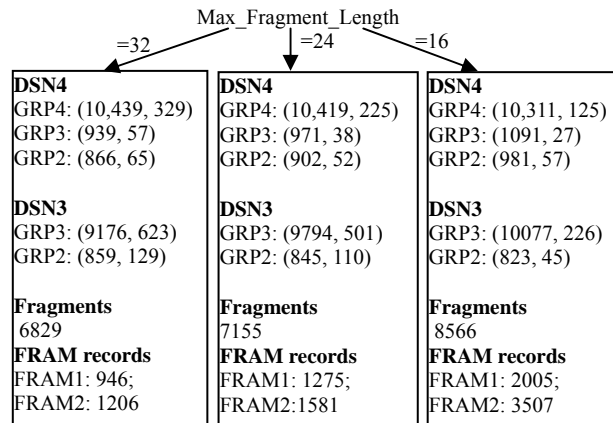 Max_Fragment_Length
=32
=24
=16
DSN4
GRP4: (10,439, 329)
GRP3: (939, 57)
GRP2: (866, 65)
DSN3
GRP3: (9176, 623)
GRP2: (859, 129)
Fragments
6829
FRAM records
FRAM1: 946;
FRAM2: 1206
DSN4
GRP4: (10,419, 225)
GRP3: (971, 38)
GRP2: (902, 52)
DSN3
GRP3: (9794, 501)
GRP2: (845, 110)
Fragments
7155
FRAM records
FRAM1: 1275;
FRAM2:1581
DSN4
GRP4: (10,311, 125)
GRP3: (1091, 27)
GRP2: (981, 57)
DSN3
GRP3: (10077, 226)
GRP2: (823, 45)
Fragments
8566
FRAM records
FRAM1: 2005;
FRAM2: 3507